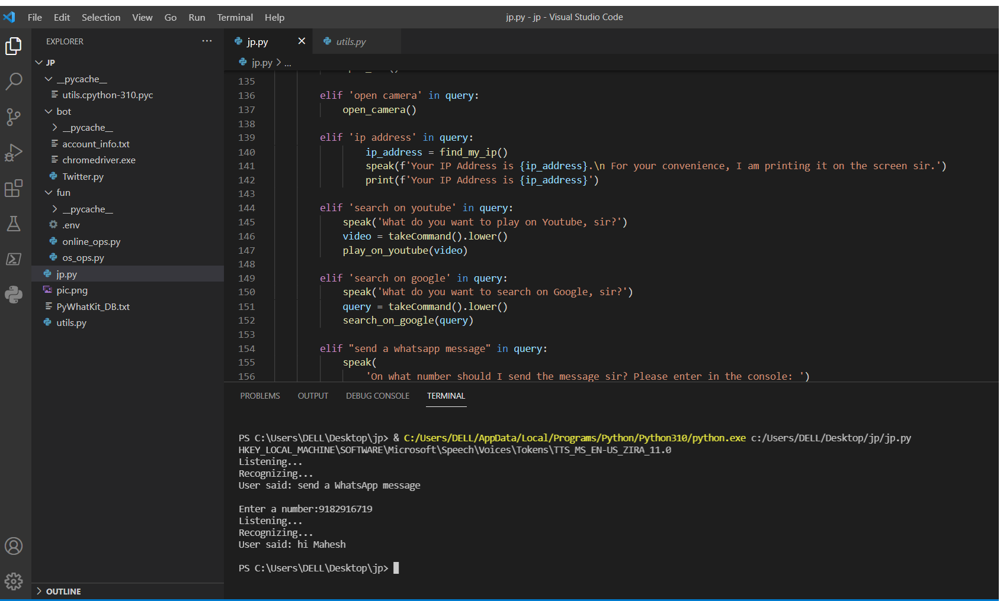 File Edit Selection View Go Run Terminal Help
jp.py - jp - Visual Studio Code
EXPLORER ...
JP
__pycache__
utils.cpython-310.pyc
bot
__pycache__
account_info.txt
chromedriver.exe
Twitter.py
fun
__pycache__
.env
online_ops.py
os_ops.py
jp.py
pic.png
PyWhatKit_DB.txt
utils.py
OUTLINE
jp.py utils.py
jp.py > ...
135
136 elif 'open camera' in query:
137 open_camera()
138
139 elif 'ip address' in query:
140 ip_address = find_my_ip()
141 speak(f'Your IP Address is {ip_address}.\n For your convenience, I am printing it on the screen sir.')
142 print(f'Your IP Address is {ip_address}')
143
144 elif 'search on youtube' in query:
145 speak('What do you want to play on Youtube, sir?')
146 video = takeCommand().lower()
147 play_on_youtube(video)
148
149 elif 'search on google' in query:
150 speak('What do you want to search on Google, sir?')
151 query = takeCommand().lower()
152 search_on_google(query)
153
154 elif "send a whatsapp message" in query:
155 speak(
156 'On what number should I send the message sir? Please enter in the console: ')
PROBLEMS OUTPUT DEBUG CONSOLE TERMINAL
PS C:\Users\DELL\Desktop\jp> & C:/Users/DELL/AppData/Local/Programs/Python/Python310/python.exe c:/Users/DELL/Desktop/jp/jp.py
HKEY_LOCAL_MACHINE\SOFTWARE\Microsoft\Speech\Voices\Tokens\TTS_MS_EN-US_ZIRA_11.0
Listening...
Recognizing...
User said: send a WhatsApp message
Enter a number:9182916719
Listening...
Recognizing...
User said: hi Mahesh
PS C:\Users\DELL\Desktop\jp>